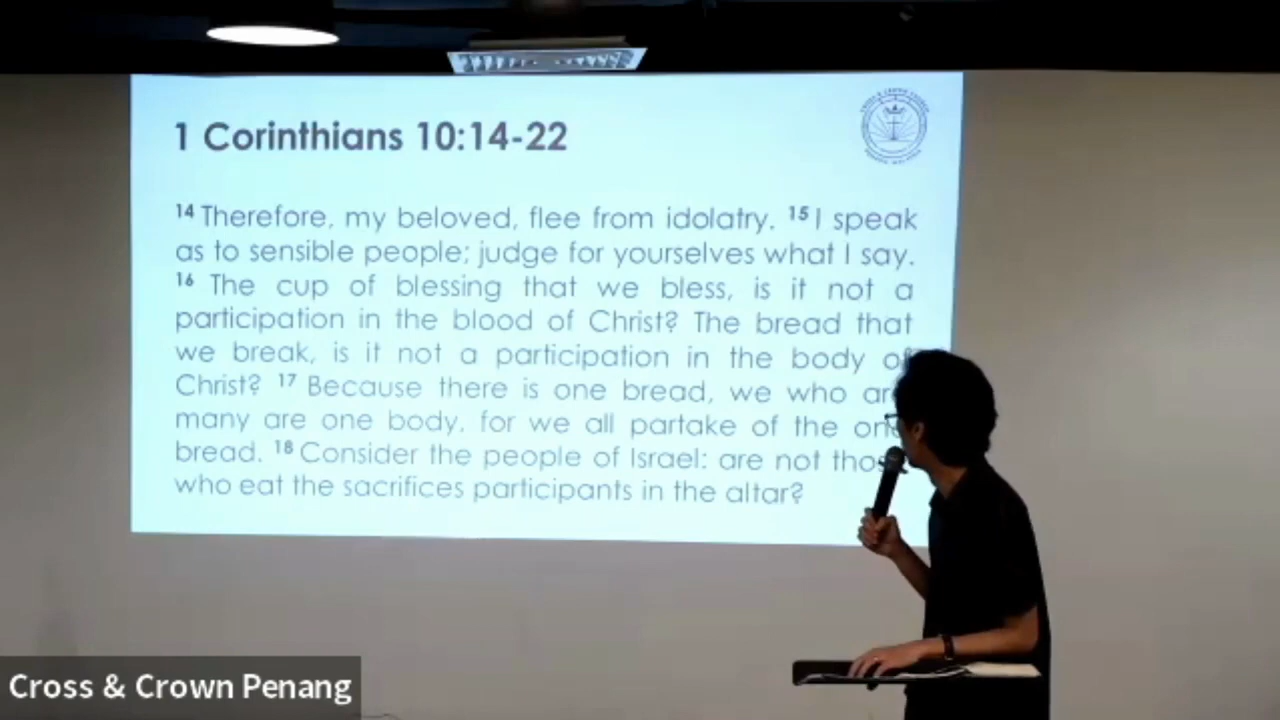 1 Corinthians 10:14-22
14 Therefore, my beloved, flee from idolatry. 15 I speak
as to sensible people; judge for yourselves what I say.
16 The cup of blessing that we bless, is it not a
participation in the blood of Christ? The bread that
we break, is it not a participation in the body of
Christ? 17 Because there is one bread, we who ar
many are one body, for we all partake of the on
bread. 18 Consider the people of Israel: are not tho
who eat the sacrifices participants in the altar?
Cross & Crown Penang